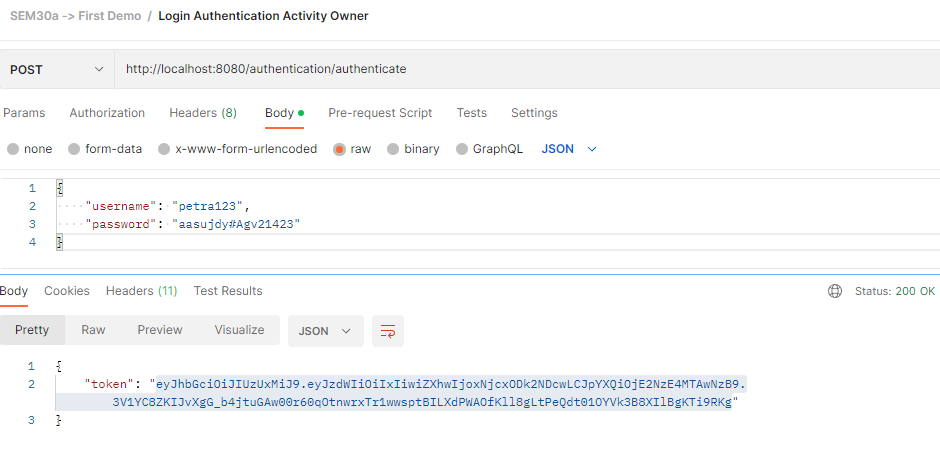 SEM30a -> First Demo / Login Authentication Activity Owner
POST http://localhost:8080/authentication/authenticate
Params Authorization Headers (8) Body Pre-request Script Tests Settings
none form-data x-www-form-urlencoded raw binary GraphQL JSON
1 {
2 ····"username":·"petra123",
3 ····"password":·"aasujdy#Agv21423"
4 }
Body Cookies Headers (11) Test Results Status: 200 OK
Pretty Raw Preview Visualize JSON
1 {
2 "token": "eyJhbGciOiJIUzUxMiJ9.eyJzdWIiOiIxIiwiZXhwIjoxNjcxODk2NDcwLCJpYXQiOjE2NzE4MTAwNzB9.
3V1YC8ZKIJvXgG_b4jtuGAw00r60qOtnwrxTr1wwsptBILXdPWAOfKll8gLtPeQdt01OYVk3B8XIlBgKTi9RKg"
3 }